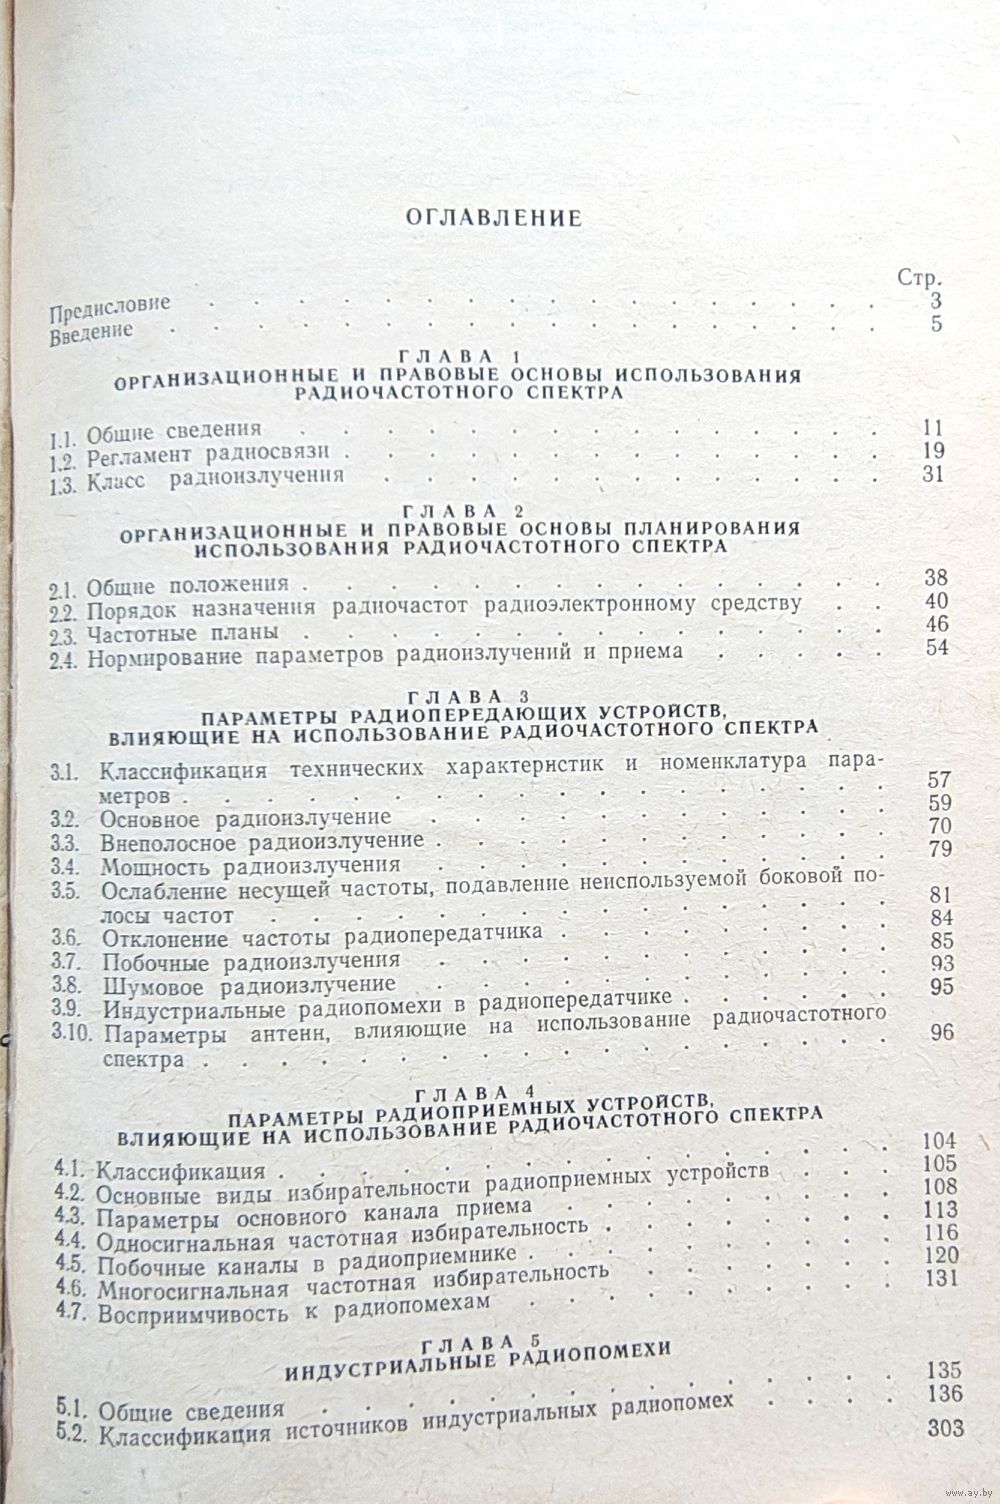 ОГЛАВЛЕНИЕ
Стр.
Предисловие . . . . . . . . . . . . . . . . . 3
Введение . . . . . . . . . . . . . . . . . 5
ГЛАВА 1
ОРГАНИЗАЦИОННЫЕ И ПРАВОВЫЕ ОСНОВЫ ИСПОЛЬЗОВАНИЯ
РАДИОЧАСТОТНОГО СПЕКТРА
1.1. Общие сведения . . . . . . . . . . . . . . 11
1.2. Регламент радиосвязи . . . . . . . . . . . . . 19
1.3. Класс радиоизлучения . . . . . . . . . . . . 31
ГЛАВА 2
ОРГАНИЗАЦИОННЫЕ И ПРАВОВЫЕ ОСНОВЫ ПЛАНИРОВАНИЯ
ИСПОЛЬЗОВАНИЯ РАДИОЧАСТОТНОГО СПЕКТРА
2.1. Общие положения . . . . . . . . . . . . . . 38
2.2. Порядок назначения радиочастот радиоэлектронному средству . . 40
2.3. Частотные планы . . . . . . . . . . . . . . 46
2.4. Нормирование параметров радиоизлучений и приема . . . . . 54
ГЛАВА 3
ПАРАМЕТРЫ РАДИОПЕРЕДАЮЩИХ УСТРОЙСТВ,
ВЛИЯЮЩИЕ НА ИСПОЛЬЗОВАНИЕ РАДИОЧАСТОТНОГО СПЕКТРА
3.1. Классификация технических характеристик и номенклатура пара-
метров . . . . . . . . . . . . . . . . . 57
3.2. Основное радиоизлучение . . . . . . . . . . . 59
3.3. Внеполосное радиоизлучение . . . . . . . . . . . 70
3.4. Мощность радиоизлучения . . . . . . . . . . . 79
3.5. Ослабление несущей частоты, подавление неиспользуемой боковой по-
лосы частот . . . . . . . . . . . . . . . 81
3.6. Отклонение частоты радиопередатчика . . . . . . . . 84
3.7. Побочные радиоизлучения . . . . . . . . . . . 85
3.8. Шумовое радиоизлучение . . . . . . . . . . . 93
3.9. Индустриальные радиопомехи в радиопередатчике . . . . . . 95
3.10. Параметры антенн, влияющие на использование радиочастотного
спектра . . . . . . . . . . . . . . . . . 96
ГЛАВА 4
ПАРАМЕТРЫ РАДИОПРИЕМНЫХ УСТРОЙСТВ,
ВЛИЯЮЩИЕ НА ИСПОЛЬЗОВАНИЕ РАДИОЧАСТОТНОГО СПЕКТРА
4.1. Классификация . . . . . . . . . . . . . . . 104
4.2. Основные виды избирательности радиоприемных устройств . . . 105
4.3. Параметры основного канала приема . . . . . . . . 108
4.4. Односигнальная частотная избирательность . . . . . . . 113
4.5. Побочные каналы в радиоприемнике . . . . . . . . . 116
4.6. Многосигнальная частотная избирательность . . . . . . 120
4.7. Восприимчивость к радиопомехам . . . . . . . . . 131
ГЛАВА 5
ИНДУСТРИАЛЬНЫЕ РАДИОПОМЕХИ
5.1. Общие сведения . . . . . . . . . . . . . . 135
5.2. Классификация источников индустриальных радиопомех . . . . 136
303
www.ay.by